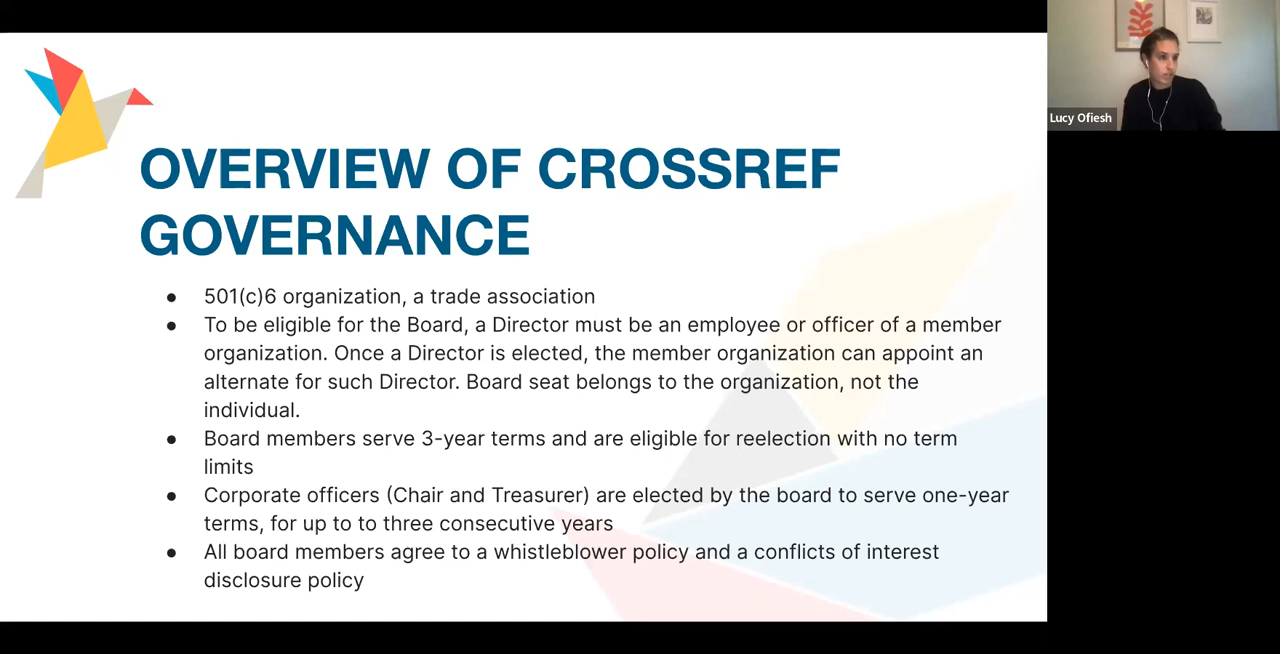 OVERVIEW OF CROSSREF
GOVERNANCE
● 501(c)6 organization, a trade association
● To be eligible for the Board, a Director must be an employee or officer of a member
organization. Once a Director is elected, the member organization can appoint an
alternate for such Director. Board seat belongs to the organization, not the
individual.
● Board members serve 3-year terms and are eligible for reelection with no term
limits
● Corporate officers (Chair and Treasurer) are elected by the board to serve one-year
terms, for up to to three consecutive years
● All board members agree to a whistleblower policy and a conflicts of interest
disclosure policy
Lucy Ofiesh